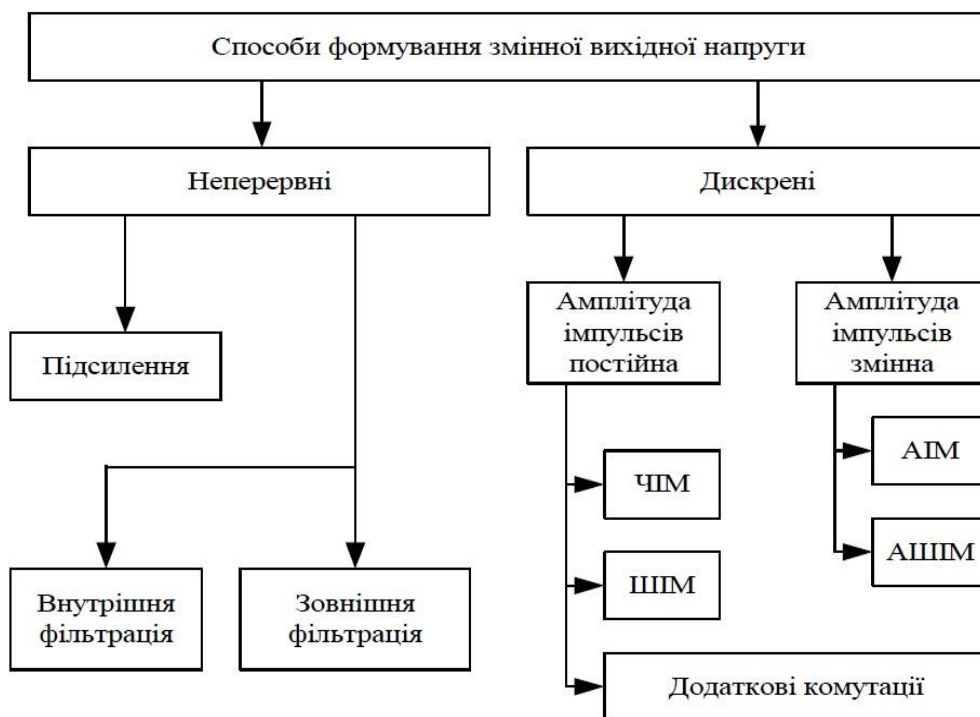 Способи формування змінної вихідної напруги
Неперервні
Дискрені
Підсилення
Внутрішня
фільтрація
Зовнішня
фільтрація
Амплітуда
імпульсів
постійна
Амплітуда
імпульсів
змінна
ЧІМ
ШІМ
Додаткові комутації
АІМ
АШІМ